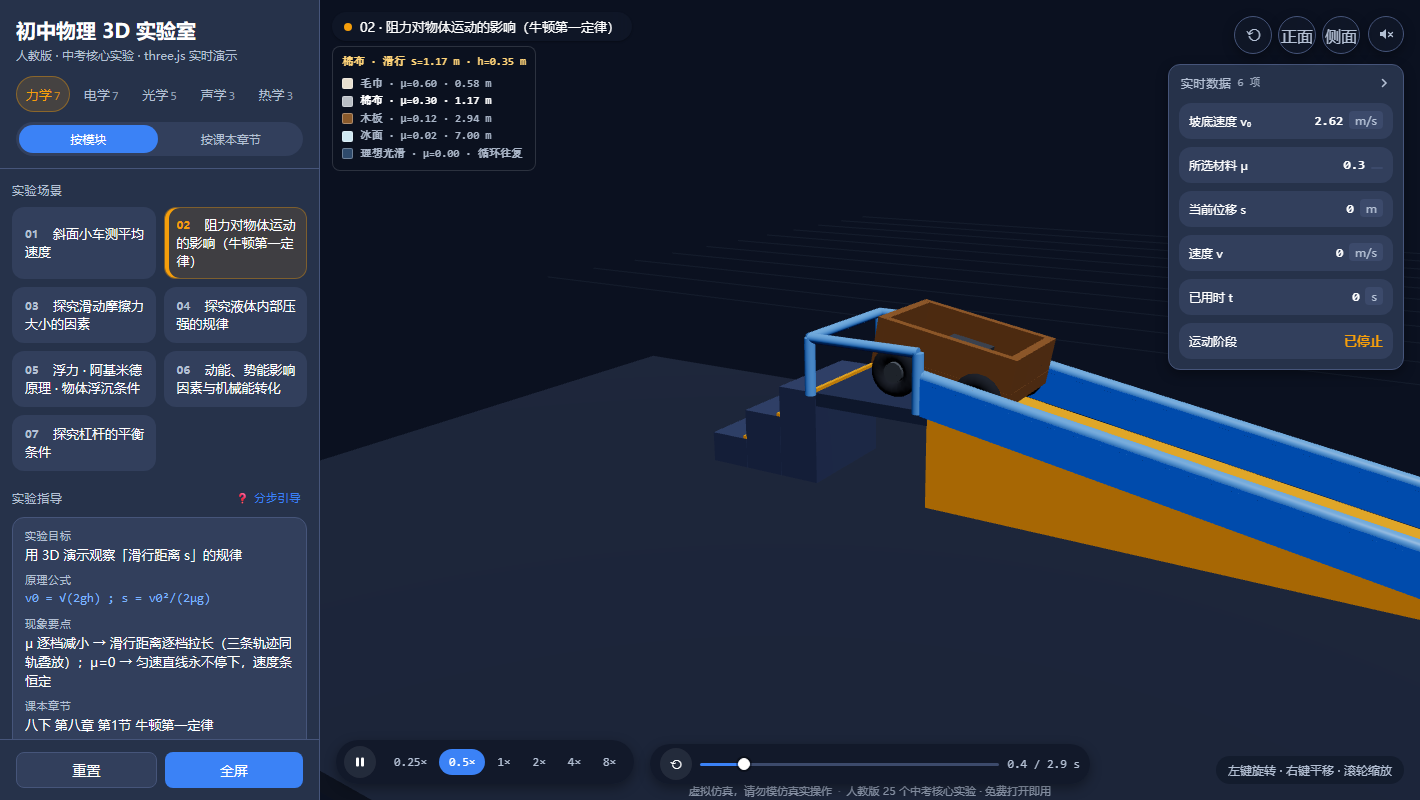 初中物理 3D 实验室
人教版 · 中考核心实验 · three.js 实时演示
力学 7
电学 7
光学 5
声学 3
热学 3
按模块
按课本章节
实验场景
01 斜面小车测平均
速度
02 阻力对物体运动
的影响（牛顿第一定
律）
03 探究滑动摩擦力
大小的因素
04 探究液体内部压
强的规律
05 浮力 · 阿基米德
原理 · 物体浮沉条件
06 动能、势能影响
因素与机械能转化
07 探究杠杆的平衡
条件
实验指导
❓ 分步引导
实验目标
用 3D 演示观察「滑行距离 s」的规律
原理公式
v0 = √(2gh) ; s = v0²/(2μg)
现象要点
μ 逐档减小 → 滑行距离逐档拉长（三条轨迹同
轨叠放）；μ=0 → 匀速直线永不停下，速度条
恒定
课本章节
八下 第八章 第1节 牛顿第一定律
重置
全屏
02 · 阻力对物体运动的影响（牛顿第一定律）
棉布 · 滑行 s=1.17 m · h=0.35 m
毛巾 · μ=0.60 · 0.58 m
棉布 · μ=0.30 · 1.17 m
木板 · μ=0.12 · 2.94 m
冰面 · μ=0.02 · 7.00 m
理想光滑 · μ=0.00 · 循环往复
正面
侧面
实时数据 6 项
坡底速度 v₀ 2.62 m/s
所选材料 μ 0.3
当前位移 s 0 m
速度 v 0 m/s
已用时 t 0 s
运动阶段 已停止
0.25×
0.5×
1×
2×
4×
8×
0.4 / 2.9 s
左键旋转 · 右键平移 · 滚轮缩放
虚拟仿真，请勿模仿真实操作 · 人教版 25 个中考核心实验 · 免费打开即用